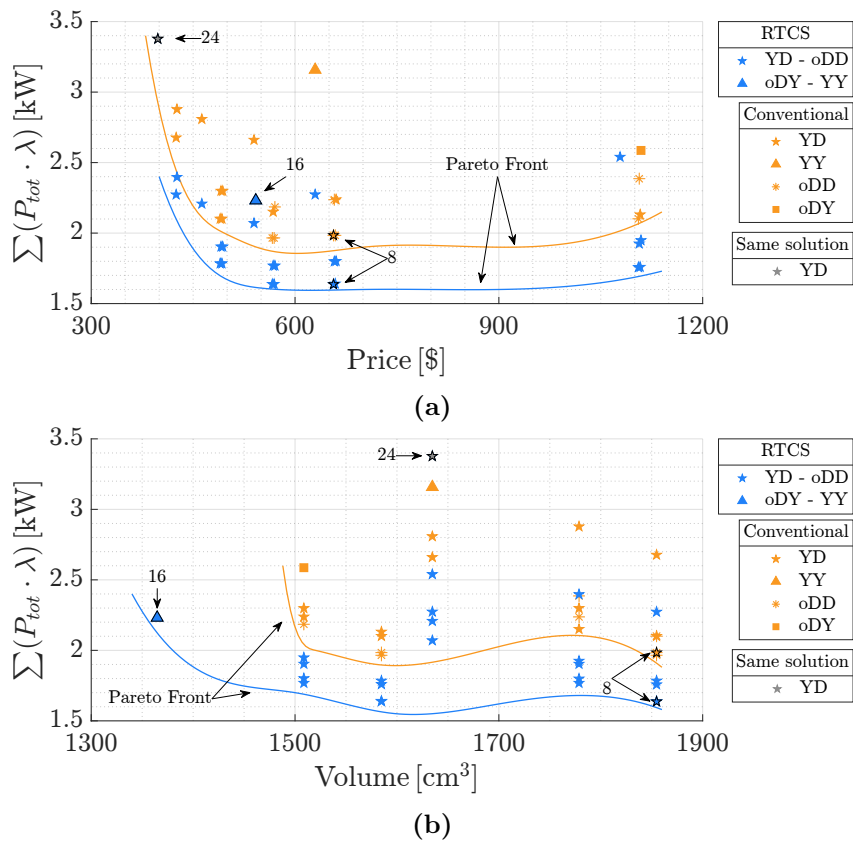 3.5
3
2.5
2
1.5
∑(P_tot · λ) [kW]
24
16
Pareto Front
8
300 600 900 1200
Price [$]
RTCS
YD - oDD
oDY - YY
Conventional
YD
YY
oDD
oDY
Same solution
YD
(a)
3.5
3
2.5
2
1.5
∑(P_tot · λ) [kW]
24
16
Pareto Front
8
1300 1500 1700 1900
Volume [cm³]
RTCS
YD - oDD
oDY - YY
Conventional
YD
YY
oDD
oDY
Same solution
YD
(b)